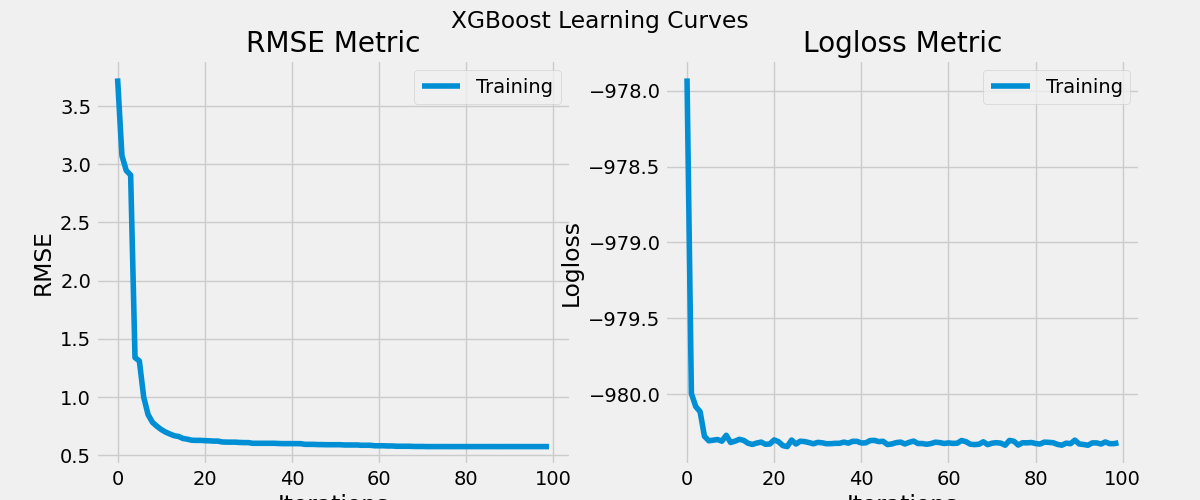 XGBoost Learning Curves
RMSE Metric
Training
3.5
3.0
2.5
2.0
1.5
1.0
0.5
RMSE
0 20 40 60 80 100
Iterations
Logloss Metric
Training
−978.0
−978.5
−979.0
−979.5
−980.0
Logloss
0 20 40 60 80 100
Iterations